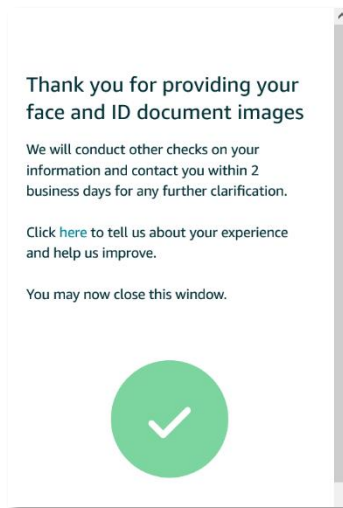 Thank you for providing your
face and ID document images
We will conduct other checks on your
information and contact you within 2
business days for any further clarification.
Click here to tell us about your experience
and help us improve.
You may now close this window.